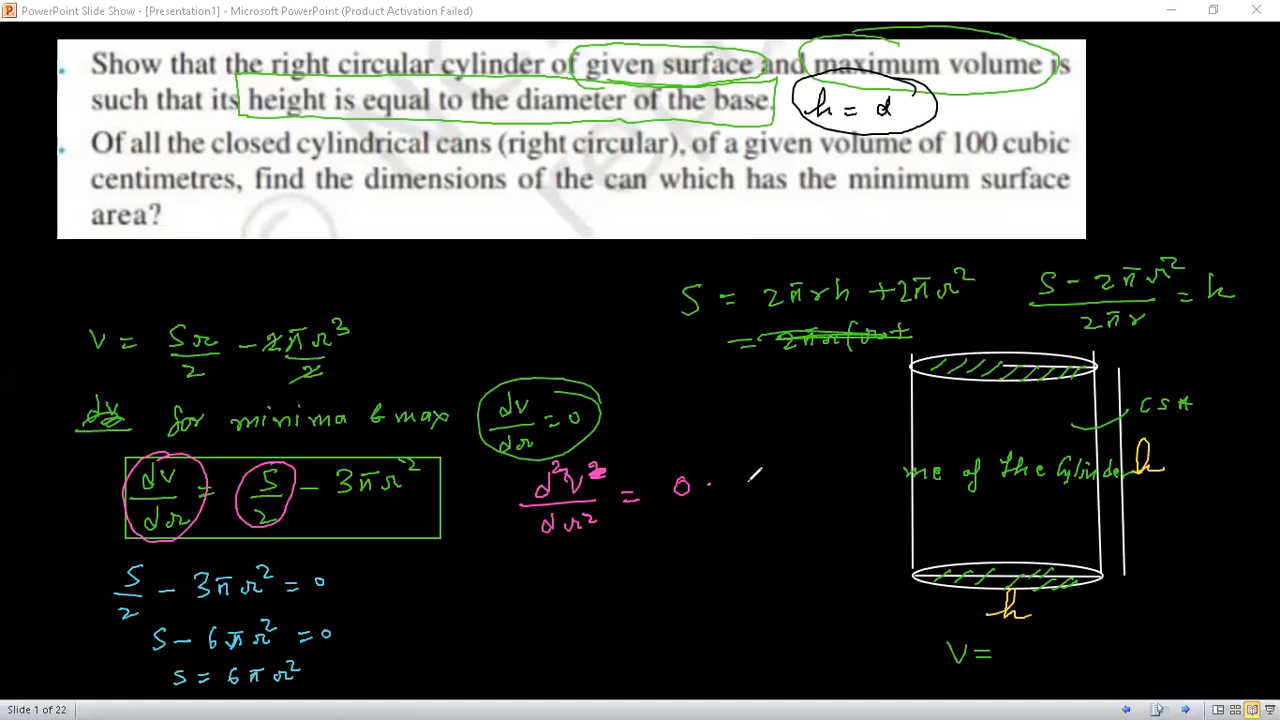 PowerPoint Slide Show - [Presentation1] - Microsoft PowerPoint (Product Activation Failed)
Show that the right circular cylinder of given surface and maximum volume is
such that its height is equal to the diameter of the base.
h = d
Of all the closed cylindrical cans (right circular), of a given volume of 100 cubic
centimetres, find the dimensions of the can which has the minimum surface
area?
S = 2πrh + 2πr²
(S - 2πr²)/(2πr) = h
V = Sr/2 - 2πr³/2
for minima & max dv/dr = 0
dv/dr = S/2 - 3πr²
d²V/dr² = 0 -
CSA
me of the Cylinder h
S/2 - 3πr² = 0
S - 6πr² = 0
S = 6πr²
h
V =
Slide 1 of 22